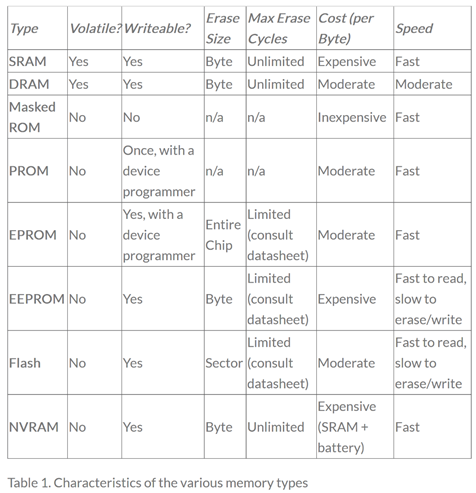 Type Volatile? Writeable? Erase Size Max Erase Cycles Cost (per Byte) Speed
SRAM Yes Yes Byte Unlimited Expensive Fast
DRAM Yes Yes Byte Unlimited Moderate Moderate
Masked ROM No No n/a n/a Inexpensive Fast
PROM No Once, with a device programmer n/a n/a Moderate Fast
EPROM No Yes, with a device programmer Entire Chip Limited (consult datasheet) Moderate Fast
EEPROM No Yes Byte Limited (consult datasheet) Expensive Fast to read, slow to erase/write
Flash No Yes Sector Limited (consult datasheet) Moderate Fast to read, slow to erase/write
NVRAM No Yes Byte Unlimited Expensive (SRAM + battery) Fast
Table 1. Characteristics of the various memory types